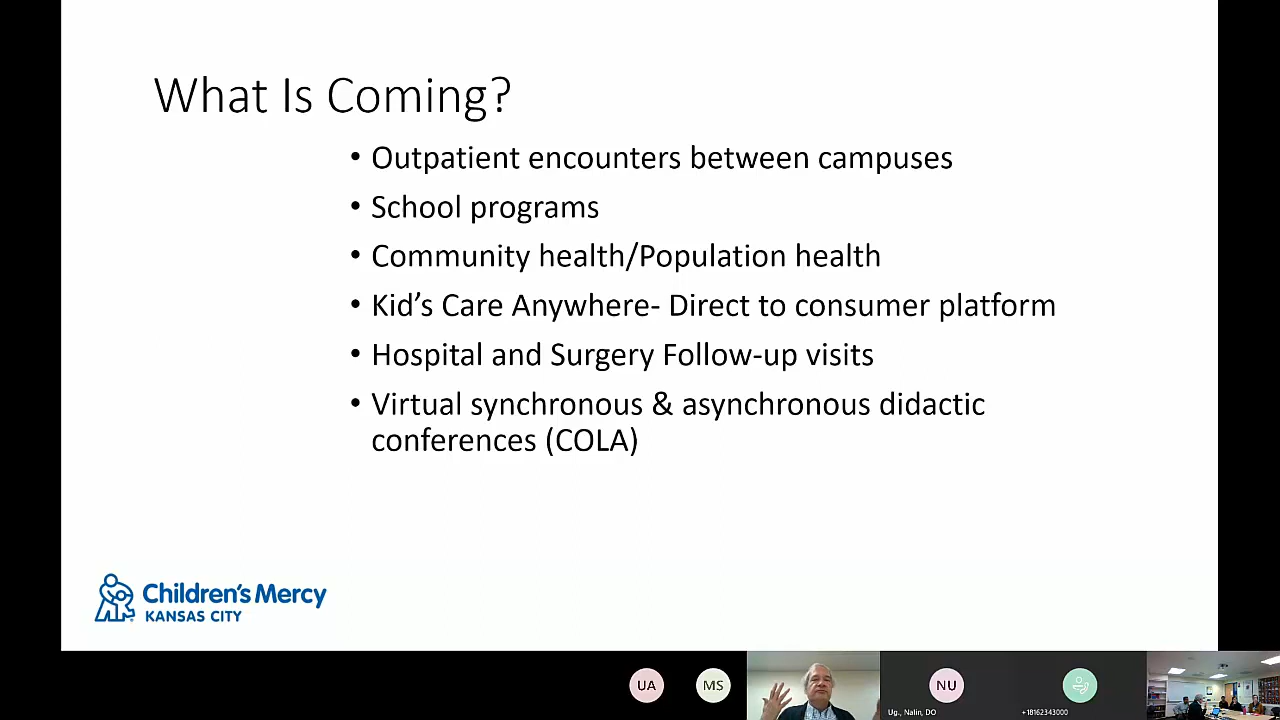 What Is Coming?
• Outpatient encounters between campuses
• School programs
• Community health/Population health
• Kid's Care Anywhere- Direct to consumer platform
• Hospital and Surgery Follow-up visits
• Virtual synchronous & asynchronous didactic
conferences (COLA)
Children's Mercy
KANSAS CITY
UA
MS
NU
Ug., Nalin, DO
+18162343000